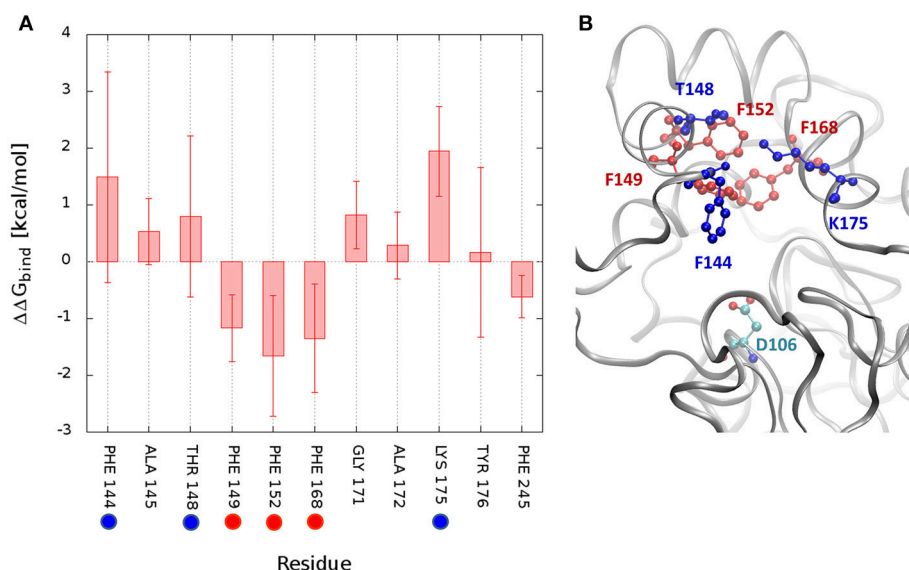 A
B
ΔΔGbind [kcal/mol]
4
3
2
1
0
-1
-2
-3
PHE 144
ALA 145
THR 148
PHE 149
PHE 152
PHE 168
GLY 171
ALA 172
LYS 175
TYR 176
PHE 245
Residue
T148
F152
F168
F149
K175
F144
D106